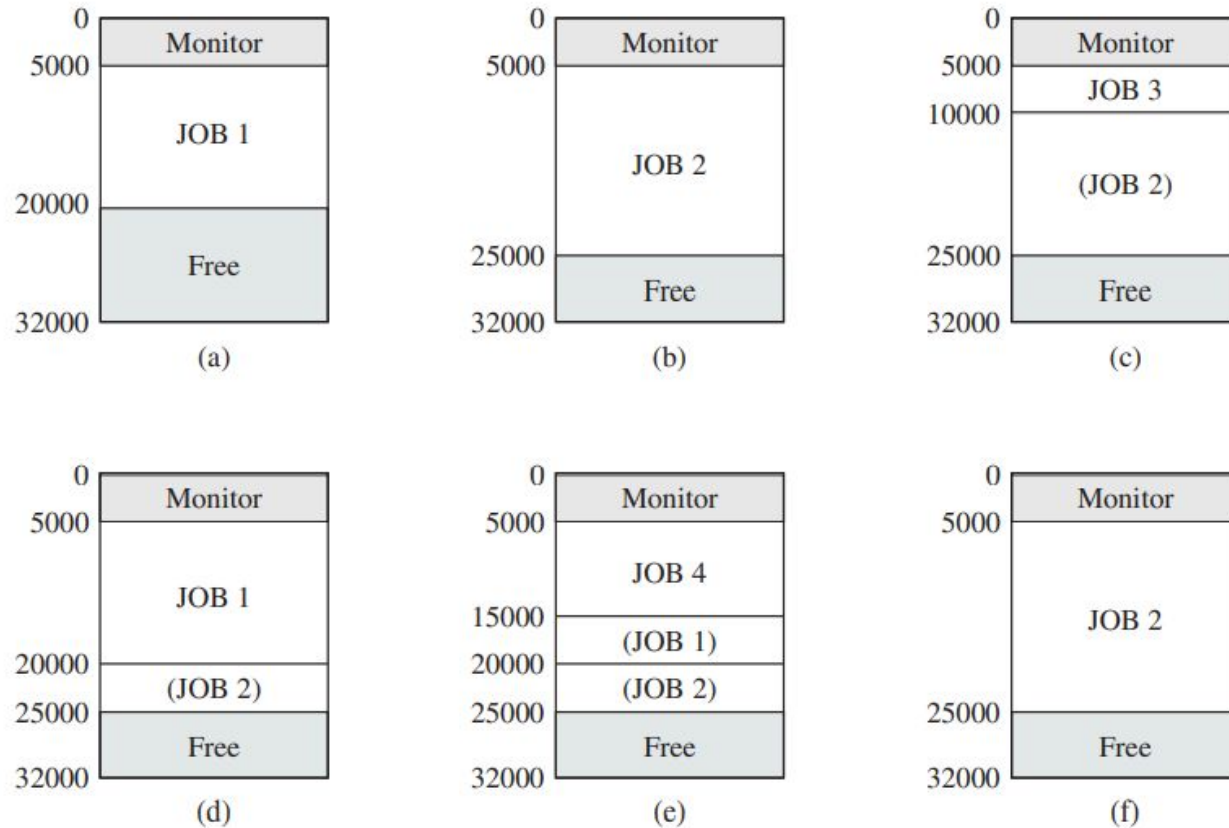 0
Monitor
5000
JOB 1
20000
Free
32000
(a)
0
Monitor
5000
JOB 2
25000
Free
32000
(b)
0
Monitor
5000
JOB 3
10000
(JOB 2)
25000
Free
32000
(c)
0
Monitor
5000
JOB 1
20000
(JOB 2)
25000
Free
32000
(d)
0
Monitor
5000
JOB 4
15000
(JOB 1)
20000
(JOB 2)
25000
Free
32000
(e)
0
Monitor
5000
JOB 2
25000
Free
32000
(f)